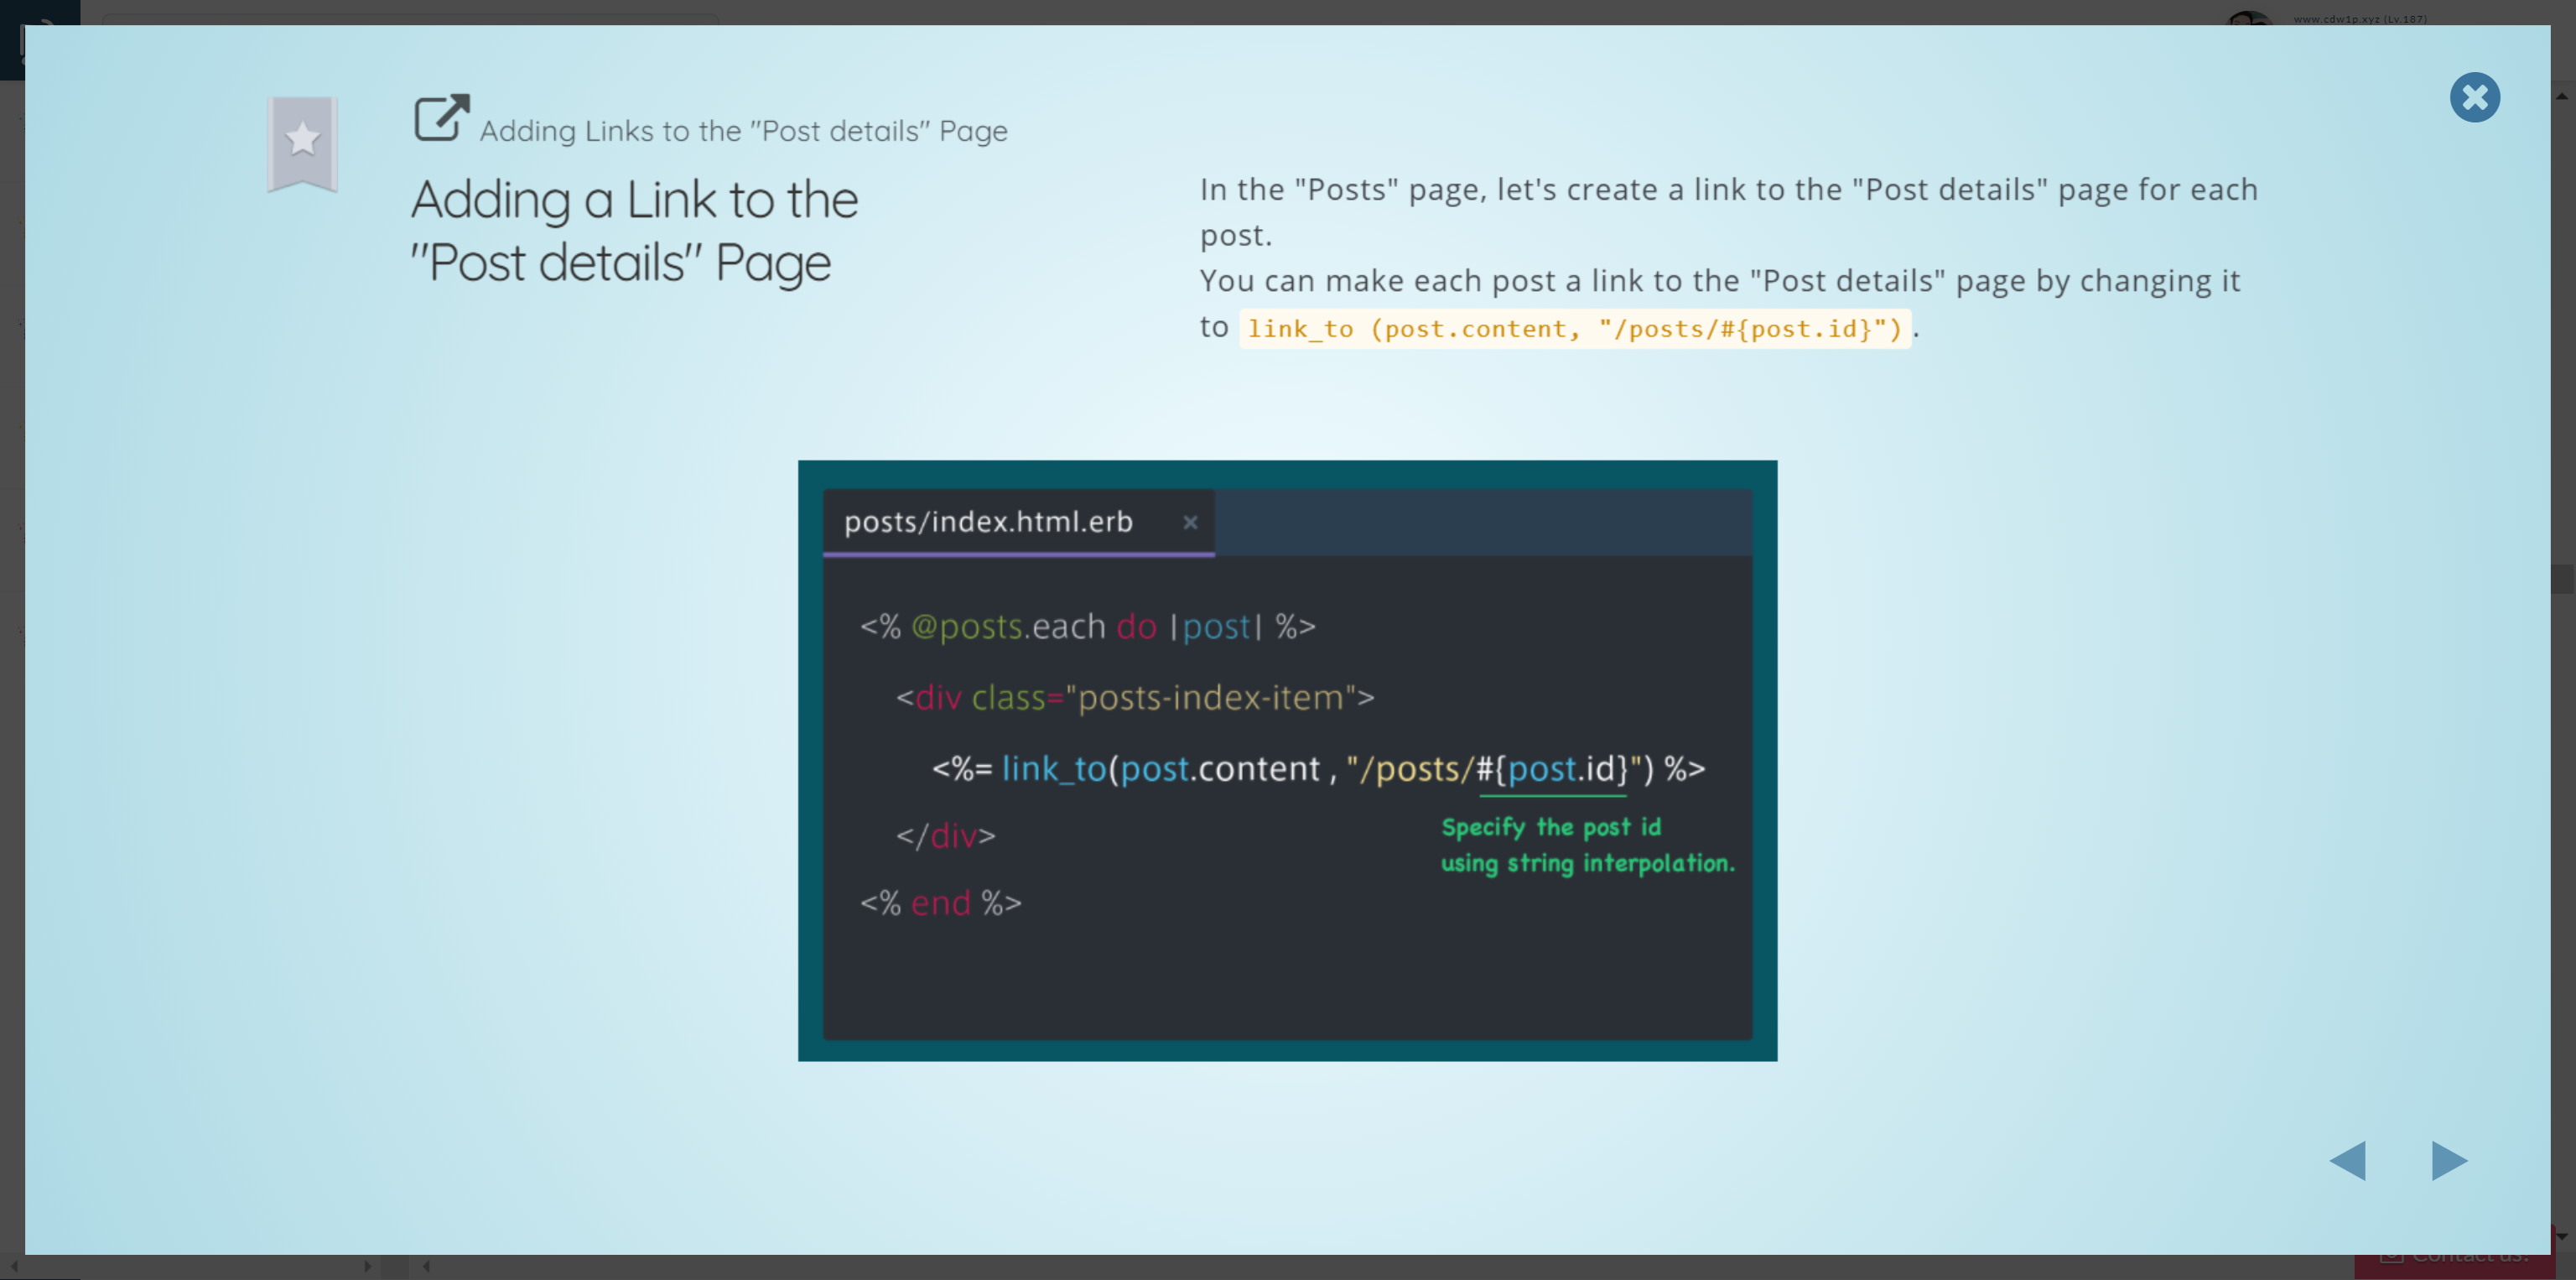 www.cdw1p.xyz (Lv.187)
Adding Links to the "Post details" Page
Adding a Link to the
"Post details" Page
In the "Posts" page, let's create a link to the "Post details" page for each
post.
You can make each post a link to the "Post details" page by changing it
to link_to (post.content, "/posts/#{post.id}").
posts/index.html.erb ×
<% @posts.each do |post| %>
<div class="posts-index-item">
<%= link_to(post.content , "/posts/#{post.id}") %>
Specify the post id
using string interpolation.
</div>
<% end %>
Contact us!